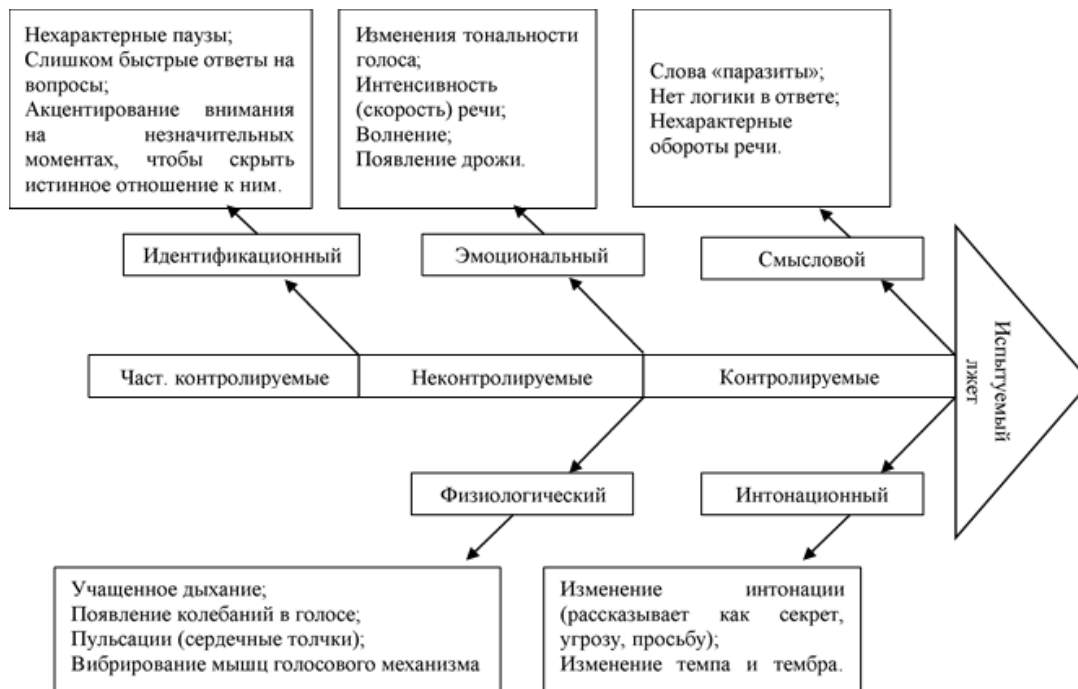 Нехарактерные паузы;
Слишком быстрые ответы на
вопросы;
Акцентирование внимания
на незначительных
моментах, чтобы скрыть
истинное отношение к ним.
Изменения тональности
голоса;
Интенсивность
(скорость) речи;
Волнение;
Появление дрожи.
Слова «паразиты»;
Нет логики в ответе;
Нехарактерные
обороты речи.
Идентификационный
Эмоциональный
Смысловой
Част. контролируемые
Неконтролируемые
Контролируемые
Испытуемый
лжет
Физиологический
Интонационный
Учащенное дыхание;
Появление колебаний в голосе;
Пульсации (сердечные толчки);
Вибрирование мышц голосового механизма
Изменение интонации
(рассказывает как секрет,
угрозу, просьбу);
Изменение темпа и тембра.